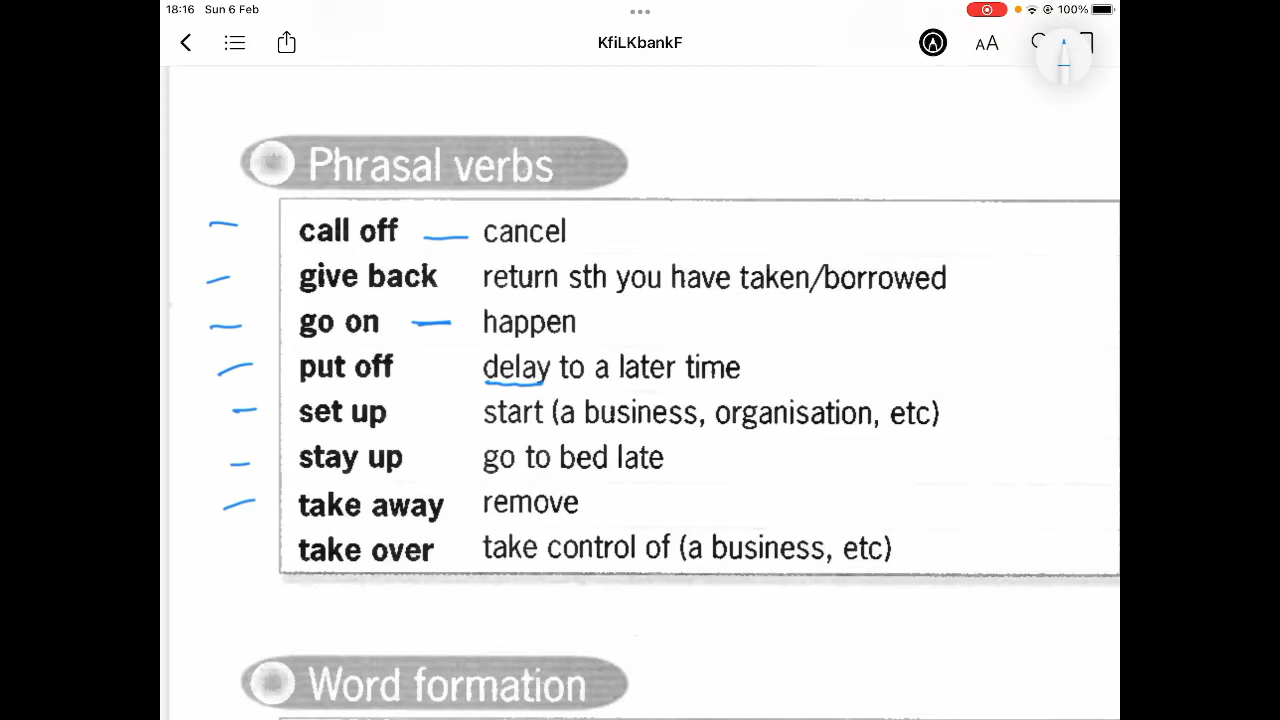 18:16 Sun 6 Feb 100%
KfiLKbankF
AA
Phrasal verbs
call off cancel
give back return sth you have taken/borrowed
go on happen
put off delay to a later time
set up start (a business, organisation, etc)
stay up go to bed late
take away remove
take over take control of (a business, etc)
Word formation